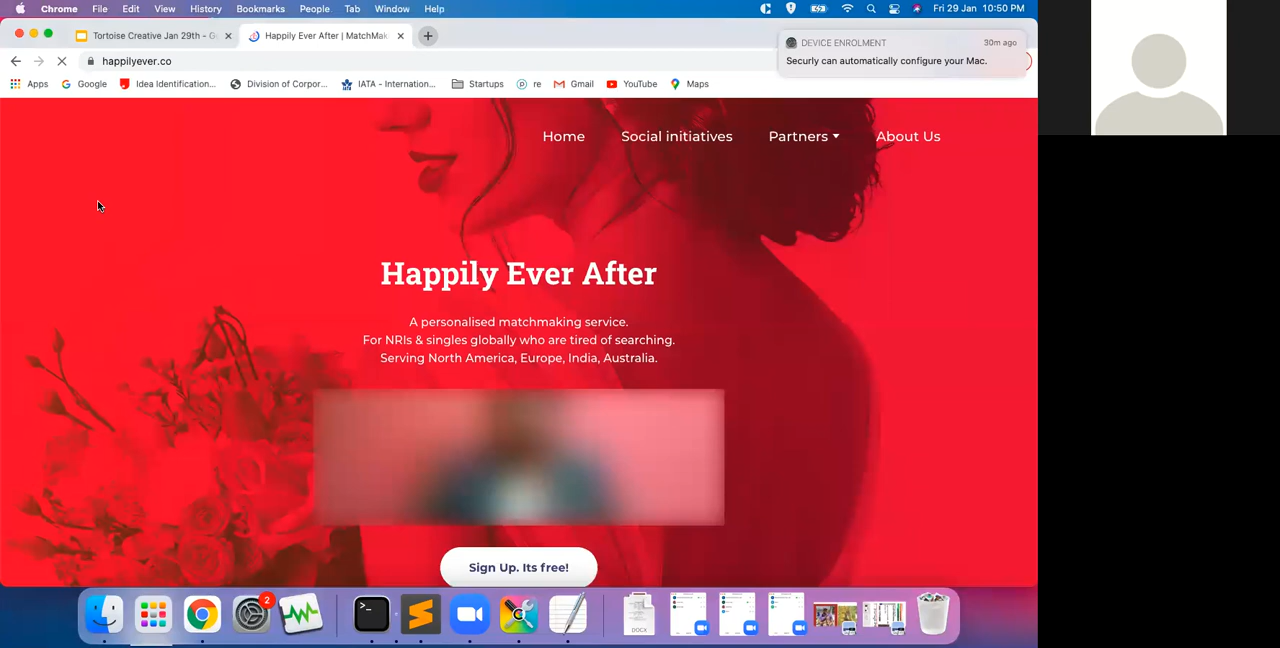 Chrome File Edit View History Bookmarks People Tab Window Help Fri 29 Jan 10:50 PM
Tortoise Creative Jan 29th - G
Happily Ever After | MatchMak
happilyever.co
DEVICE ENROLMENT 30m ago
Securly can automatically configure your Mac.
Apps Google Idea Identification... Division of Corpor... IATA - Internation... Startups re Gmail YouTube Maps
Home Social initiatives Partners About Us
Happily Ever After
A personalised matchmaking service.
For NRIs & singles globally who are tired of searching.
Serving North America, Europe, India, Australia.
Sign Up. Its free!
2
DOCX